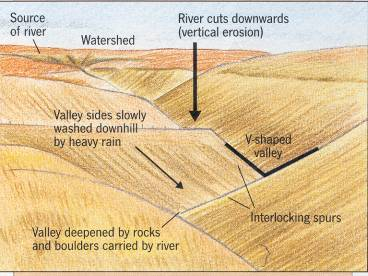 Source
of river
Watershed
River cuts downwards
(vertical erosion)
Valley sides slowly
washed downhill
by heavy rain
V-shaped
valley
Interlocking spurs
Valley deepened by rocks
and boulders carried by river